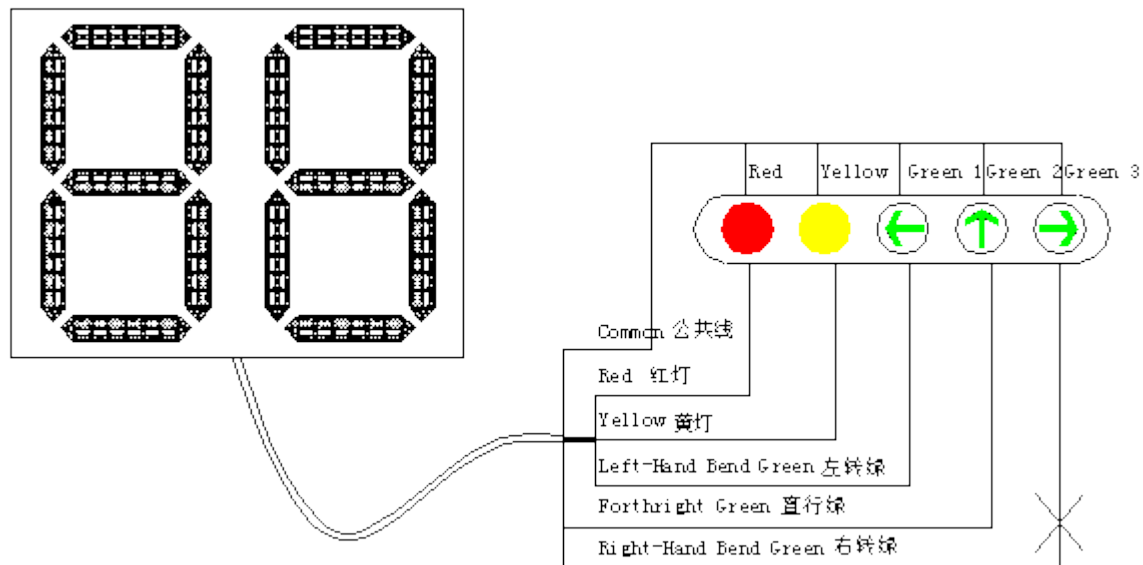 88
Red Yellow Green 1 Green 2 Green 3
Common 公共线
Red 红灯
Yellow 黄灯
Left-Hand Bend Green 左转绿
Forthright Green 直行绿
Right-Hand Bend Green 右转绿